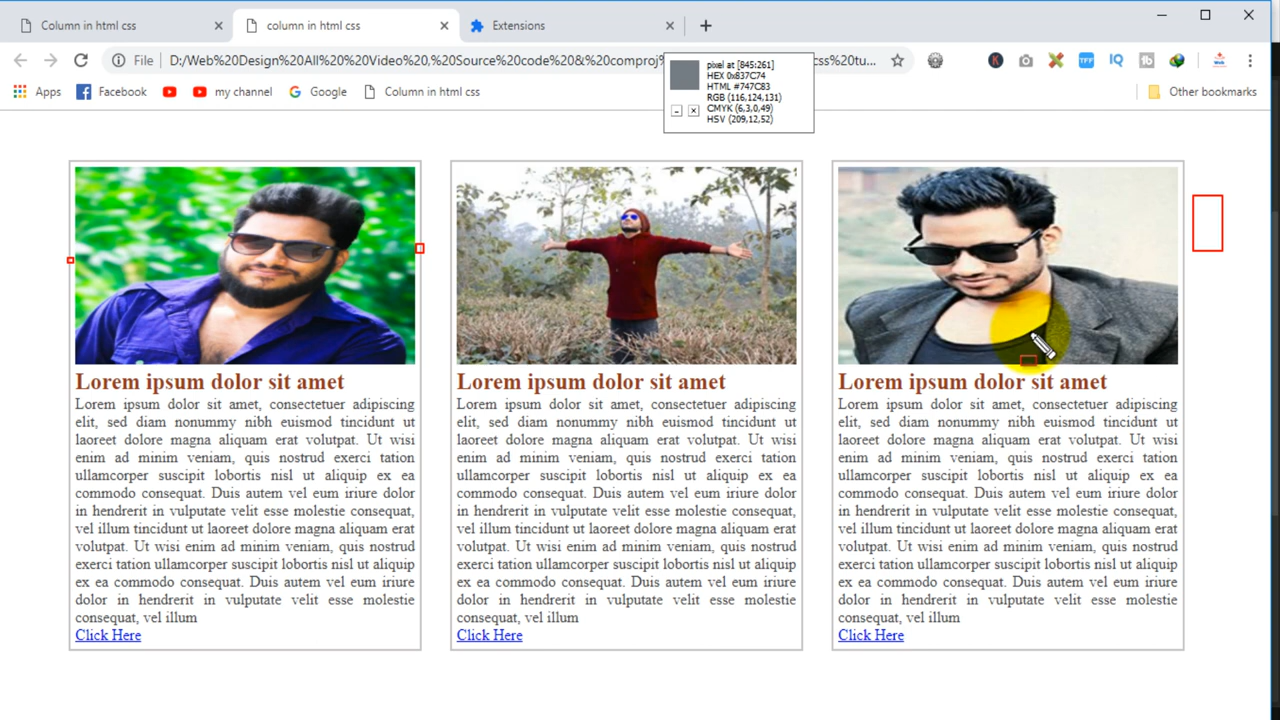 Column in html css
column in html css
Extensions
File
D:/Web%20Design%20All%20%20Video%20,%20Source%20code%20&%20comproj
css%20tu...
pixel at [845:261]
HEX 0x837C74
HTML #747C83
RGB (116,124,131)
CMYK (6,3,0,49)
HSV (209,12,52)
K
TFF
IQ
Apps
Facebook
my channel
Google
Column in html css
Other bookmarks
Lorem ipsum dolor sit amet
Lorem ipsum dolor sit amet, consectetuer adipiscing
elit, sed diam nonummy nibh euismod tincidunt ut
laoreet dolore magna aliquam erat volutpat. Ut wisi
enim ad minim veniam, quis nostrud exerci tation
ullamcorper suscipit lobortis nisl ut aliquip ex ea
commodo consequat. Duis autem vel eum iriure dolor
in hendrerit in vulputate velit esse molestie consequat,
vel illum tincidunt ut laoreet dolore magna aliquam erat
volutpat. Ut wisi enim ad minim veniam, quis nostrud
exerci tation ullamcorper suscipit lobortis nisl ut aliquip
ex ea commodo consequat. Duis autem vel eum iriure
dolor in hendrerit in vulputate velit esse molestie
consequat, vel illum
Click Here
Lorem ipsum dolor sit amet
Lorem ipsum dolor sit amet, consectetuer adipiscing
elit, sed diam nonummy nibh euismod tincidunt ut
laoreet dolore magna aliquam erat volutpat. Ut wisi
enim ad minim veniam, quis nostrud exerci tation
ullamcorper suscipit lobortis nisl ut aliquip ex ea
commodo consequat. Duis autem vel eum iriure dolor
in hendrerit in vulputate velit esse molestie consequat,
vel illum tincidunt ut laoreet dolore magna aliquam erat
volutpat. Ut wisi enim ad minim veniam, quis nostrud
exerci tation ullamcorper suscipit lobortis nisl ut aliquip
ex ea commodo consequat. Duis autem vel eum iriure
dolor in hendrerit in vulputate velit esse molestie
consequat, vel illum
Click Here
Lorem ipsum dolor sit amet
Lorem ipsum dolor sit amet, consectetuer adipiscing
elit, sed diam nonummy nibh euismod tincidunt ut
laoreet dolore magna aliquam erat volutpat. Ut wisi
enim ad minim veniam, quis nostrud exerci tation
ullamcorper suscipit lobortis nisl ut aliquip ex ea
commodo consequat. Duis autem vel eum iriure dolor
in hendrerit in vulputate velit esse molestie consequat,
vel illum tincidunt ut laoreet dolore magna aliquam erat
volutpat. Ut wisi enim ad minim veniam, quis nostrud
exerci tation ullamcorper suscipit lobortis nisl ut aliquip
ex ea commodo consequat. Duis autem vel eum iriure
dolor in hendrerit in vulputate velit esse molestie
consequat, vel illum
Click Here